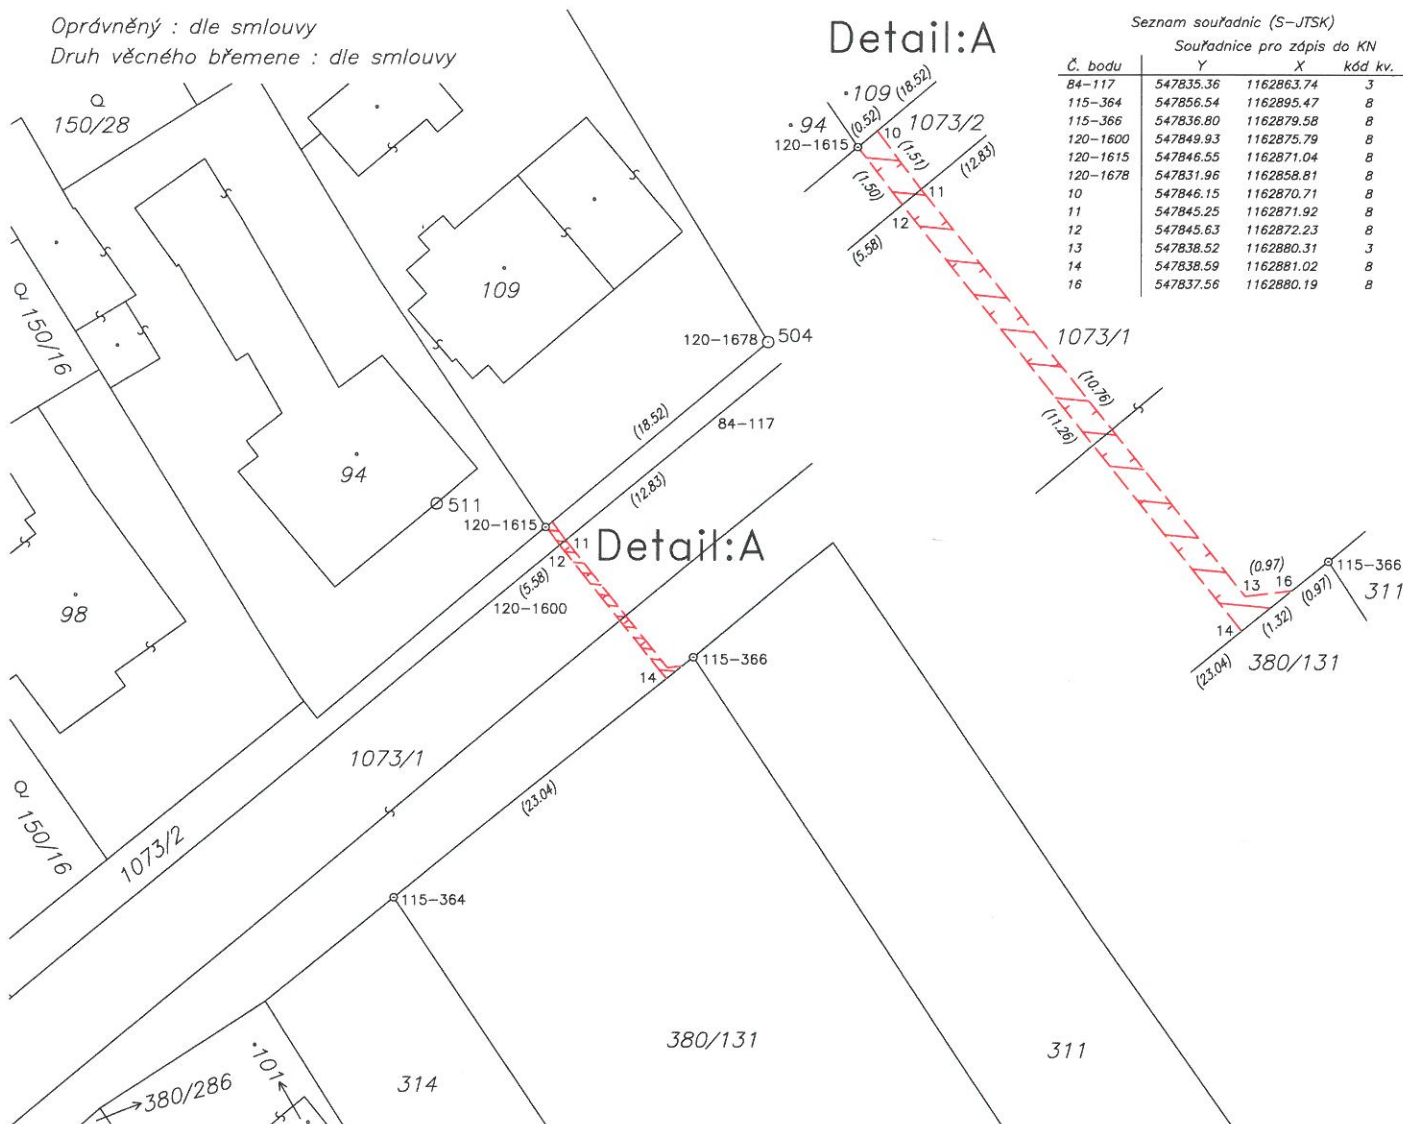 Oprávněný : dle smlouvy
Druh věcného břemene : dle smlouvy
Detail:A
Seznam souřadnic (S-JTSK)
Souřadnice pro zápis do KN
Č. bodu Y X kód kv.
84-117 547835.36 1162863.74 3
115-364 547856.54 1162895.47 8
115-366 547836.80 1162879.58 8
120-1600 547849.93 1162875.79 8
120-1615 547846.55 1162871.04 8
120-1678 547831.96 1162858.81 8
10 547846.15 1162870.71 8
11 547845.25 1162871.92 8
12 547845.63 1162872.23 8
13 547838.52 1162880.31 3
14 547838.59 1162881.02 8
16 547837.56 1162880.19 8
109
(18.52)
94
(0.52)
10
1073/2
120-1615
(1.51)
(12.83)
(1.50)
11
12
(5.58)
1073/1
(10.76)
(11.26)
(0.97)
13
16
115-366
(0.97)
311
(1.32)
14
(23.04)
380/131
150/28
150/16
109
120-1678
504
(18.52)
84-117
94
511
(12.83)
120-1615
11
Detail:A
12
(5.58)
120-1600
98
115-366
14
1073/1
(23.04)
150/16
1073/2
115-364
380/131
311
101
380/286
314